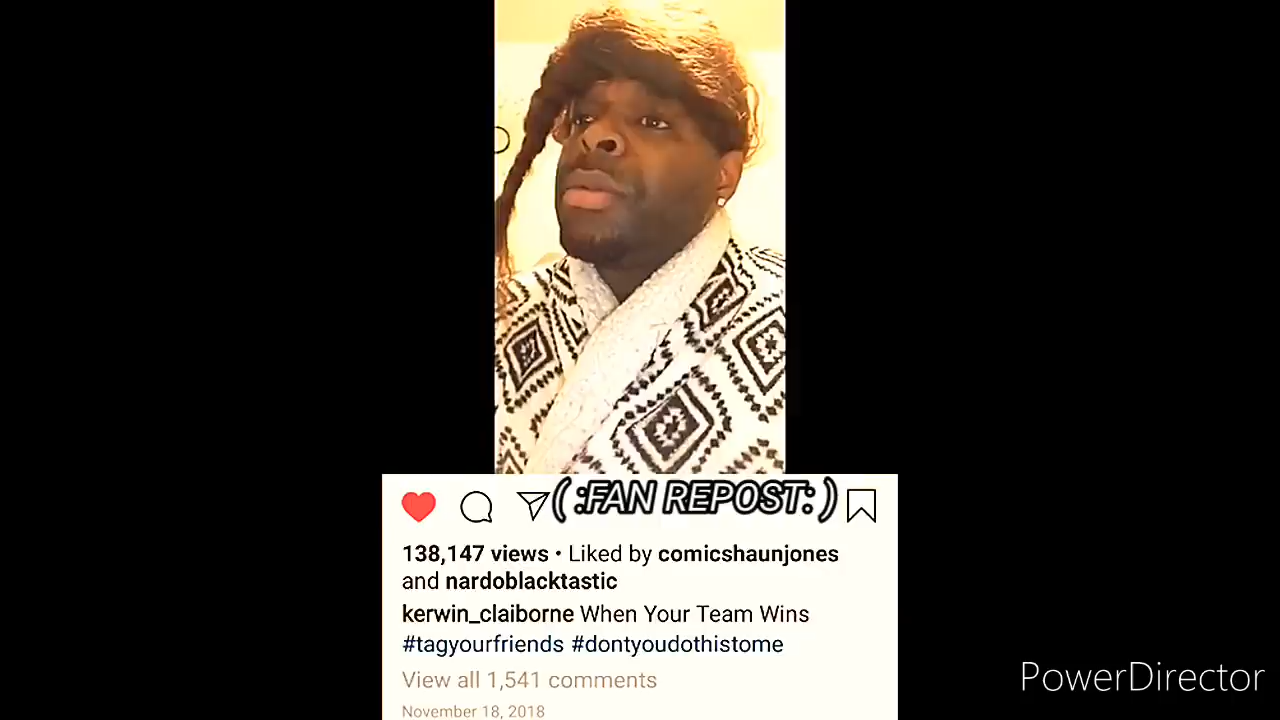 ( :FAN REPOST: )
138,147 views • Liked by comicshaunjones
and nardoblacktastic
kerwin_claiborne When Your Team Wins
#tagyourfriends #dontyoudothistome
View all 1,541 comments
November 18, 2018
PowerDirector